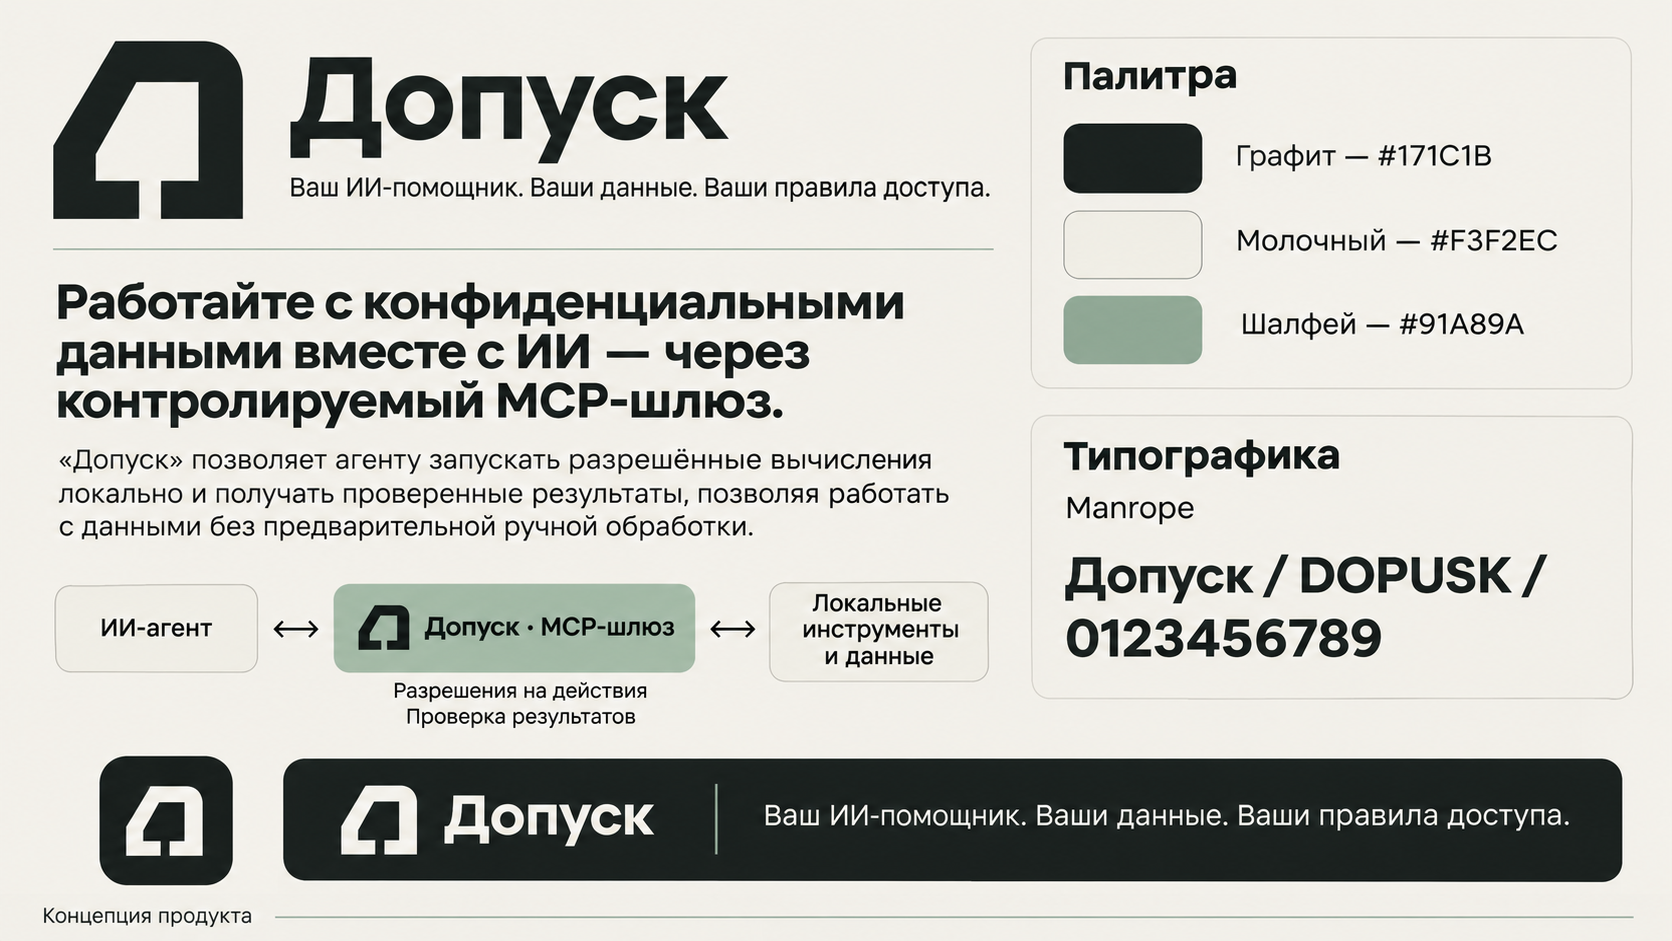 Допуск
Ваш ИИ-помощник. Ваши данные. Ваши правила доступа.
Работайте с конфиденциальными
данными вместе с ИИ — через
контролируемый MCP-шлюз.
«Допуск» позволяет агенту запускать разрешённые вычисления
локально и получать проверенные результаты, позволяя работать
с данными без предварительной ручной обработки.
ИИ-агент
Допуск · MCP-шлюз
Локальные
инструменты
и данные
Разрешения на действия
Проверка результатов
Палитра
Графит — #171C1B
Молочный — #F3F2EC
Шалфей — #91A89A
Типографика
Manrope
Допуск / DOPUSK /
0123456789
Допуск
Ваш ИИ-помощник. Ваши данные. Ваши правила доступа.
Концепция продукта